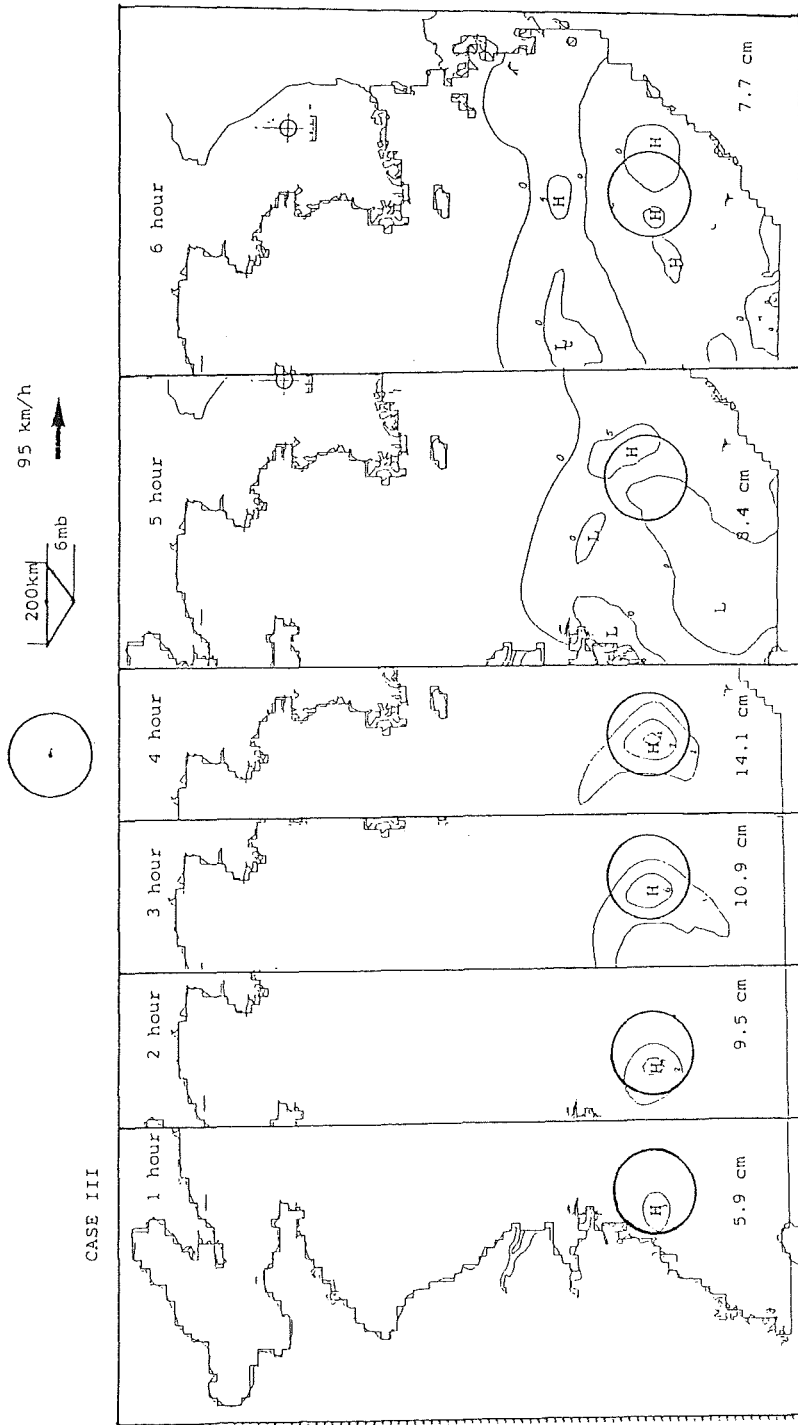 CASE III
200km
6mb
95 km/h
1 hour
2 hour
3 hour
4 hour
5 hour
6 hour
H
H
H
H
L
L
L
H
L
H
H
H
H
5.9 cm
9.5 cm
10.9 cm
14.1 cm
8.4 cm
7.7 cm